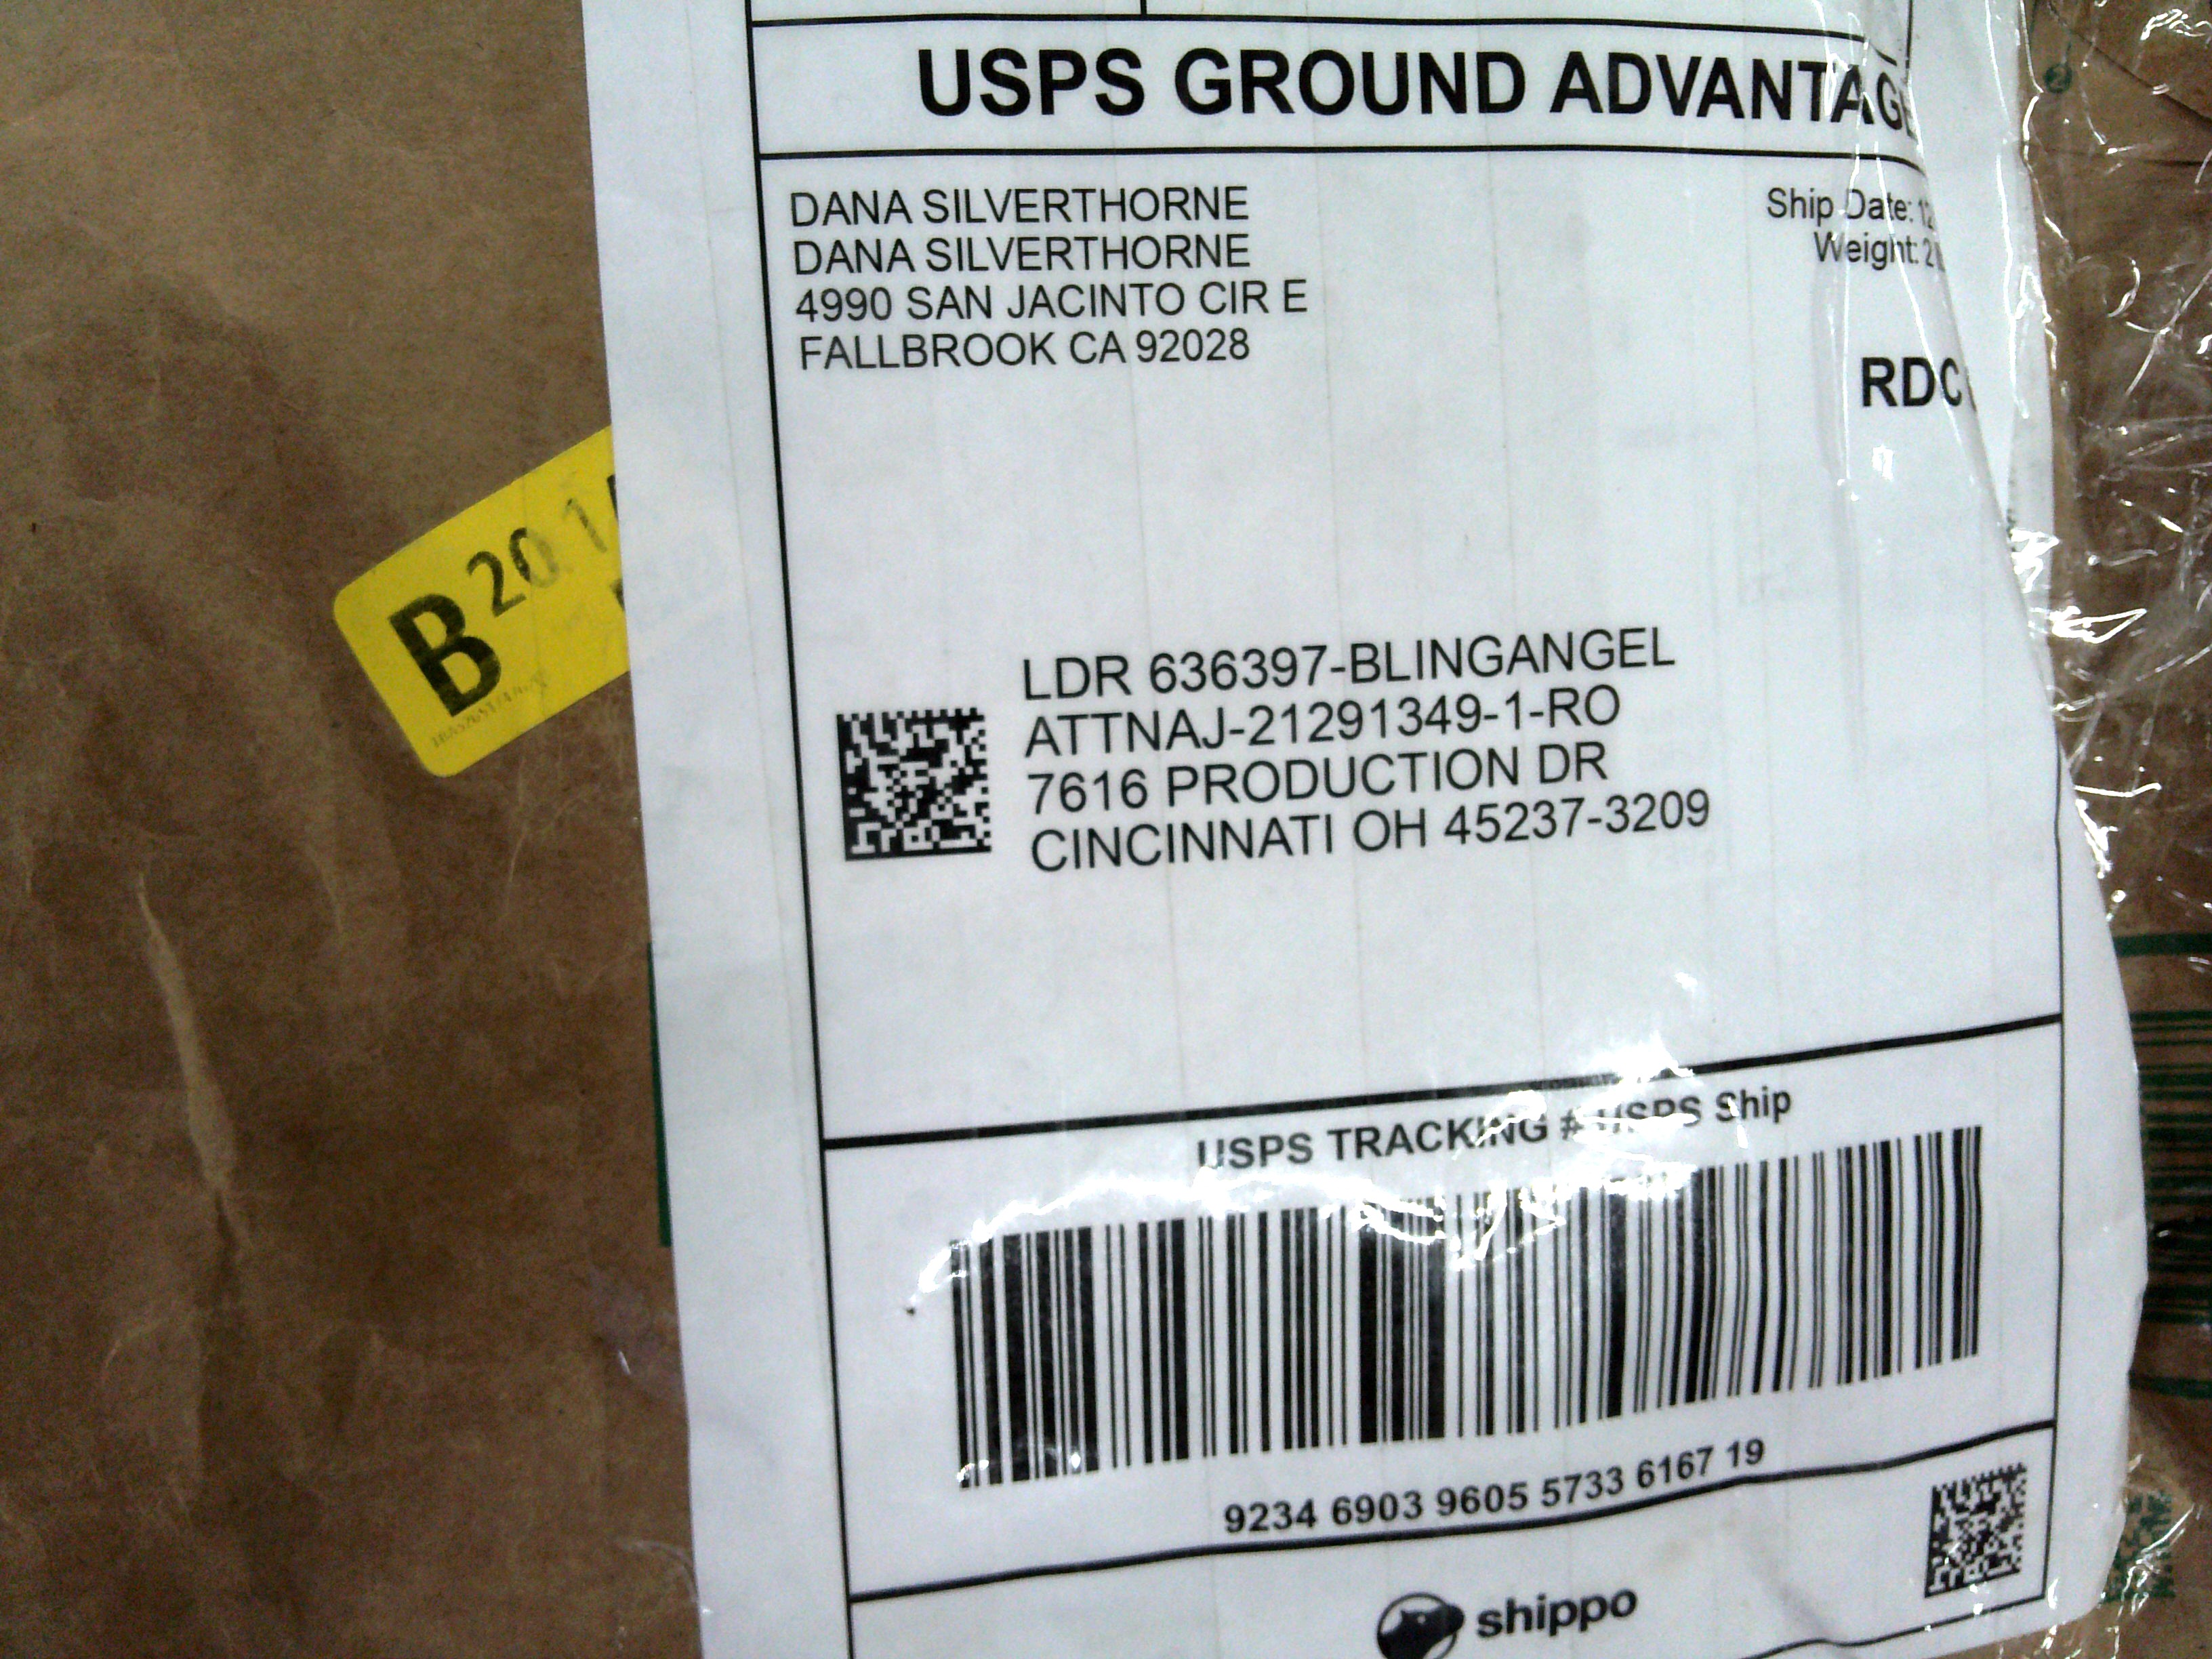 USPS GROUND ADVANTAGE
DANA SILVERTHORNE
DANA SILVERTHORNE
4990 SAN JACINTO CIR E
FALLBROOK CA 92028
Ship Date:
Weight:
RDC
B 20
LDR 636397-BLINGANGEL
ATTNAJ-21291349-1-RO
7616 PRODUCTION DR
CINCINNATI OH 45237-3209
USPS TRACKING # USPS Ship
9234 6903 9605 5733 6167 19
shippo